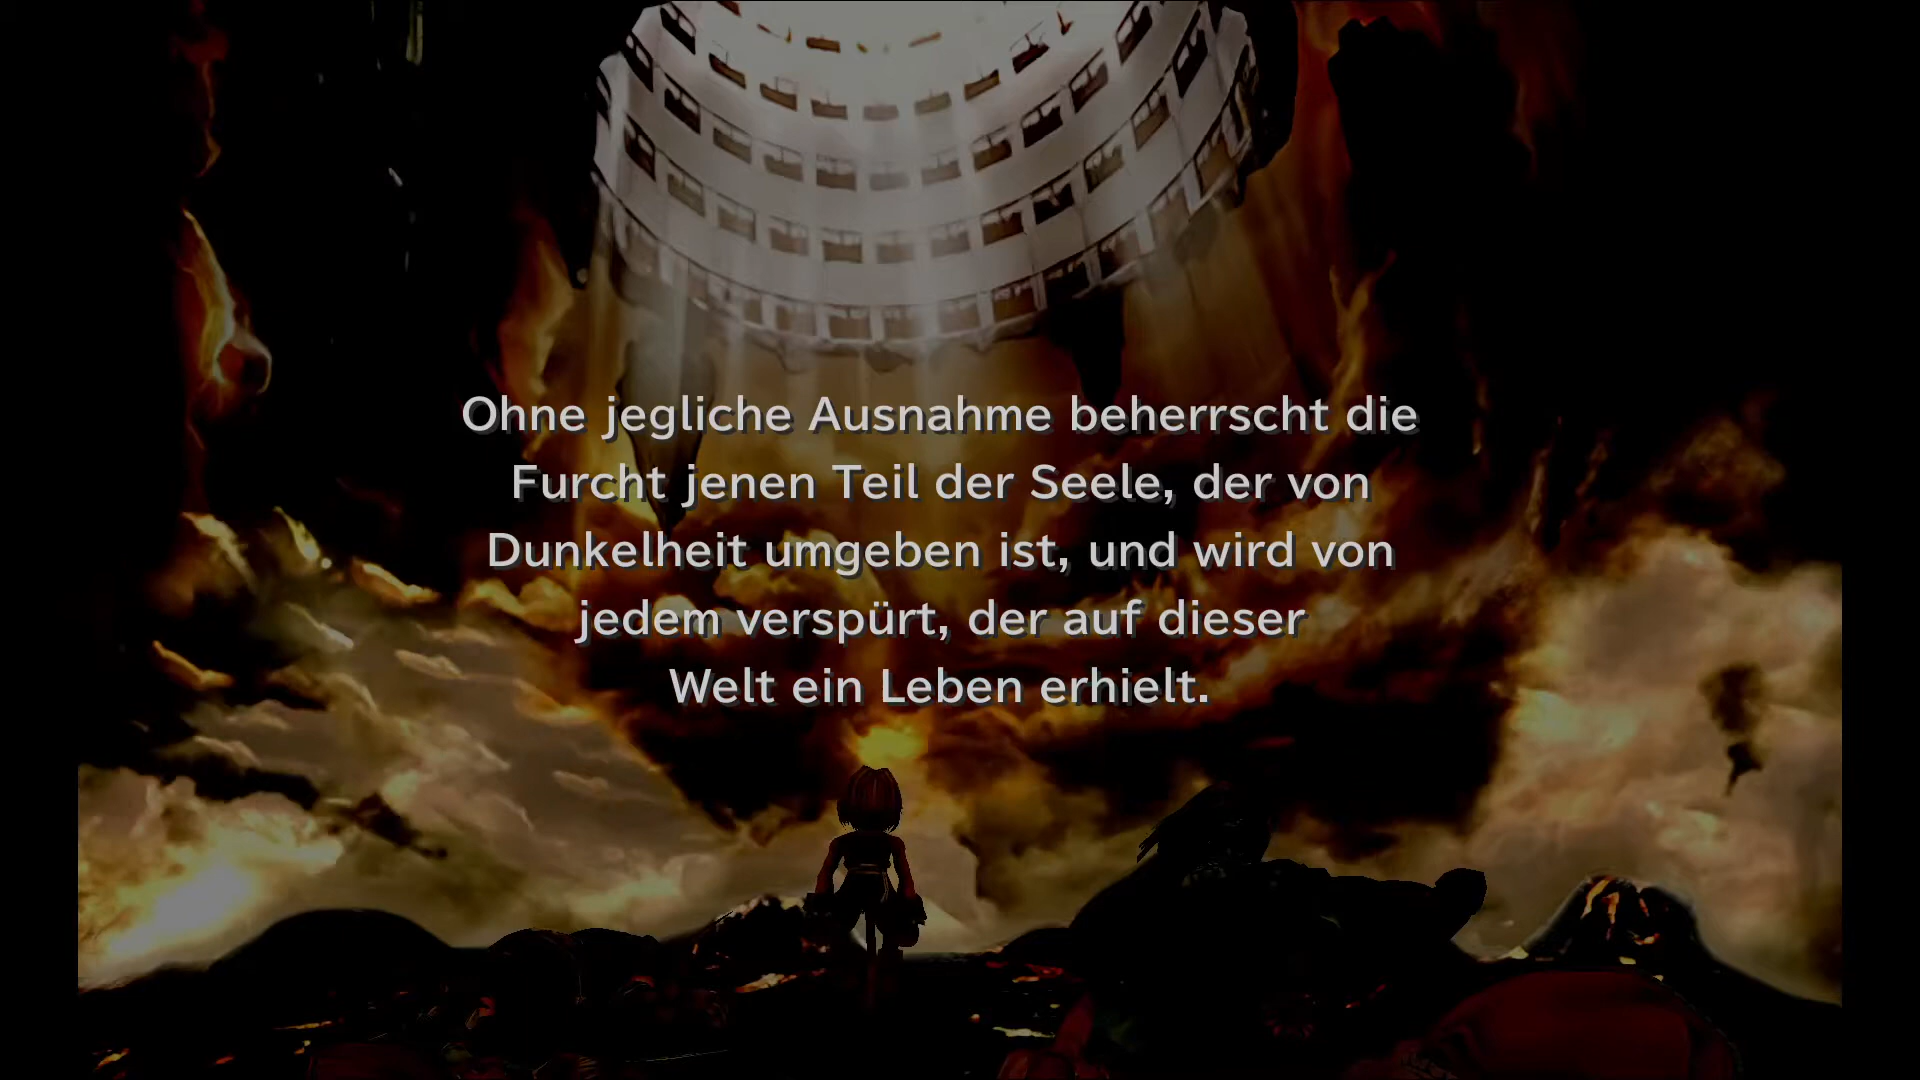 Ohne jegliche Ausnahme beherrscht die
Furcht jenen Teil der Seele, der von
Dunkelheit umgeben ist, und wird von
jedem verspürt, der auf dieser
Welt ein Leben erhielt.